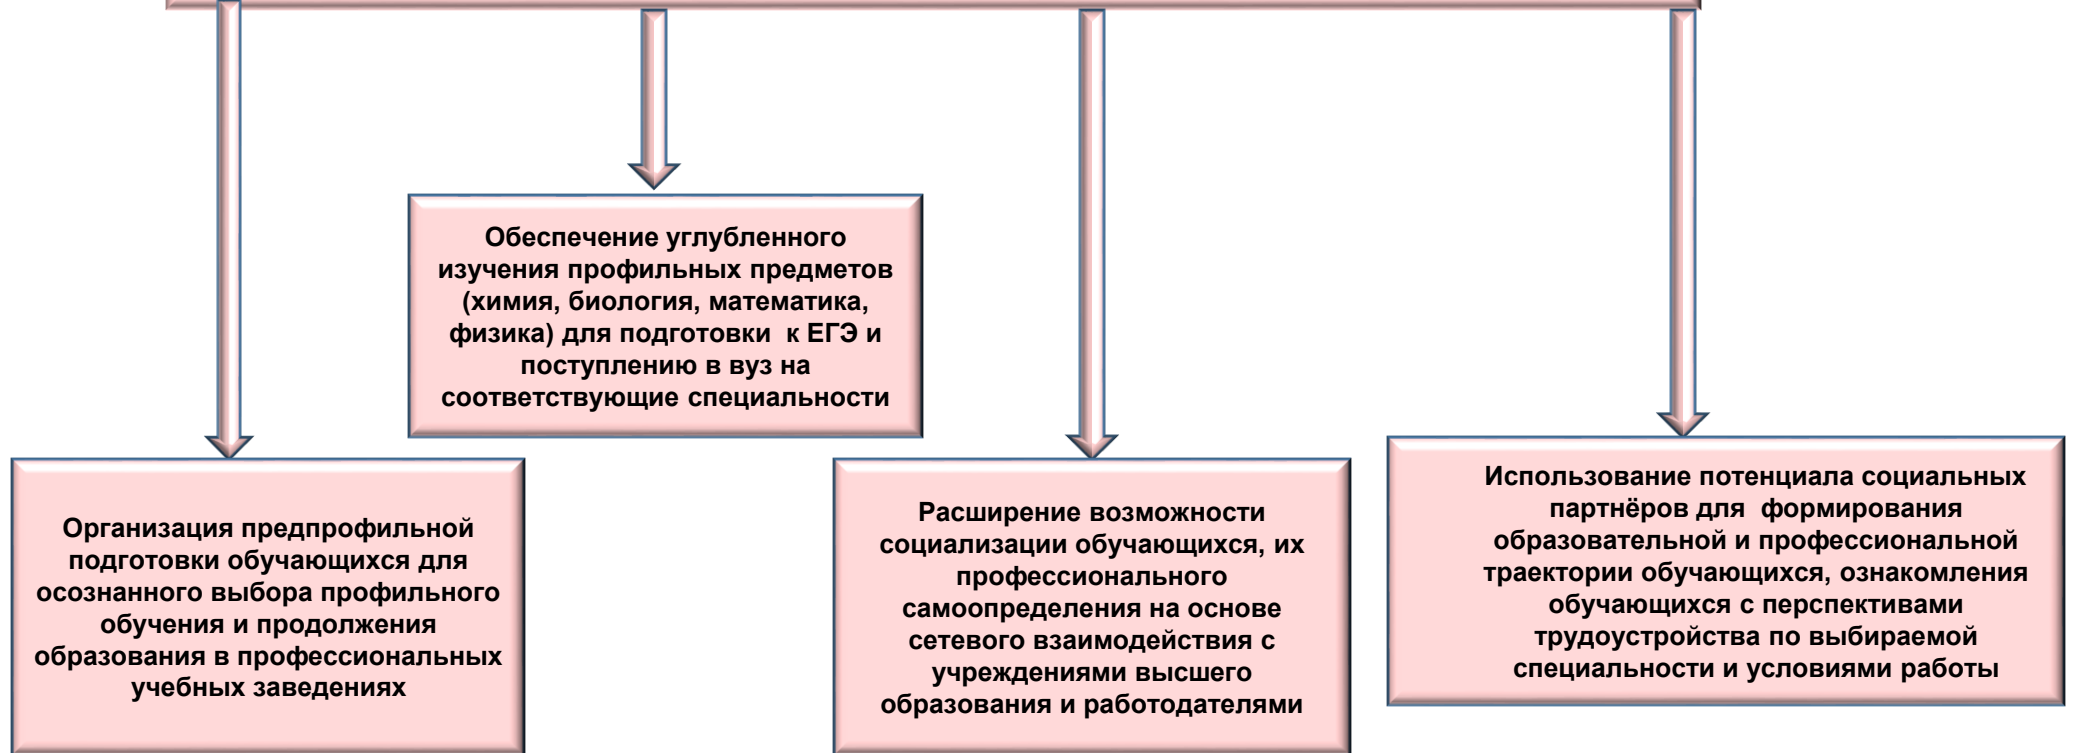 Обеспечение углубленного
изучения профильных предметов
(химия, биология, математика,
физика) для подготовки  к ЕГЭ и
поступлению в вуз на
соответствующие специальности
Организация предпрофильной
подготовки обучающихся для
осознанного выбора профильного
обучения и продолжения
образования в профессиональных
учебных заведениях
Расширение возможности
социализации обучающихся, их
профессионального
самоопределения на основе
сетевого взаимодействия с
учреждениями высшего
образования и работодателями
Использование потенциала социальных
партнёров для  формирования
образовательной и профессиональной
траектории обучающихся, ознакомления
обучающихся с перспективами
трудоустройства по выбираемой
специальности и условиями работы